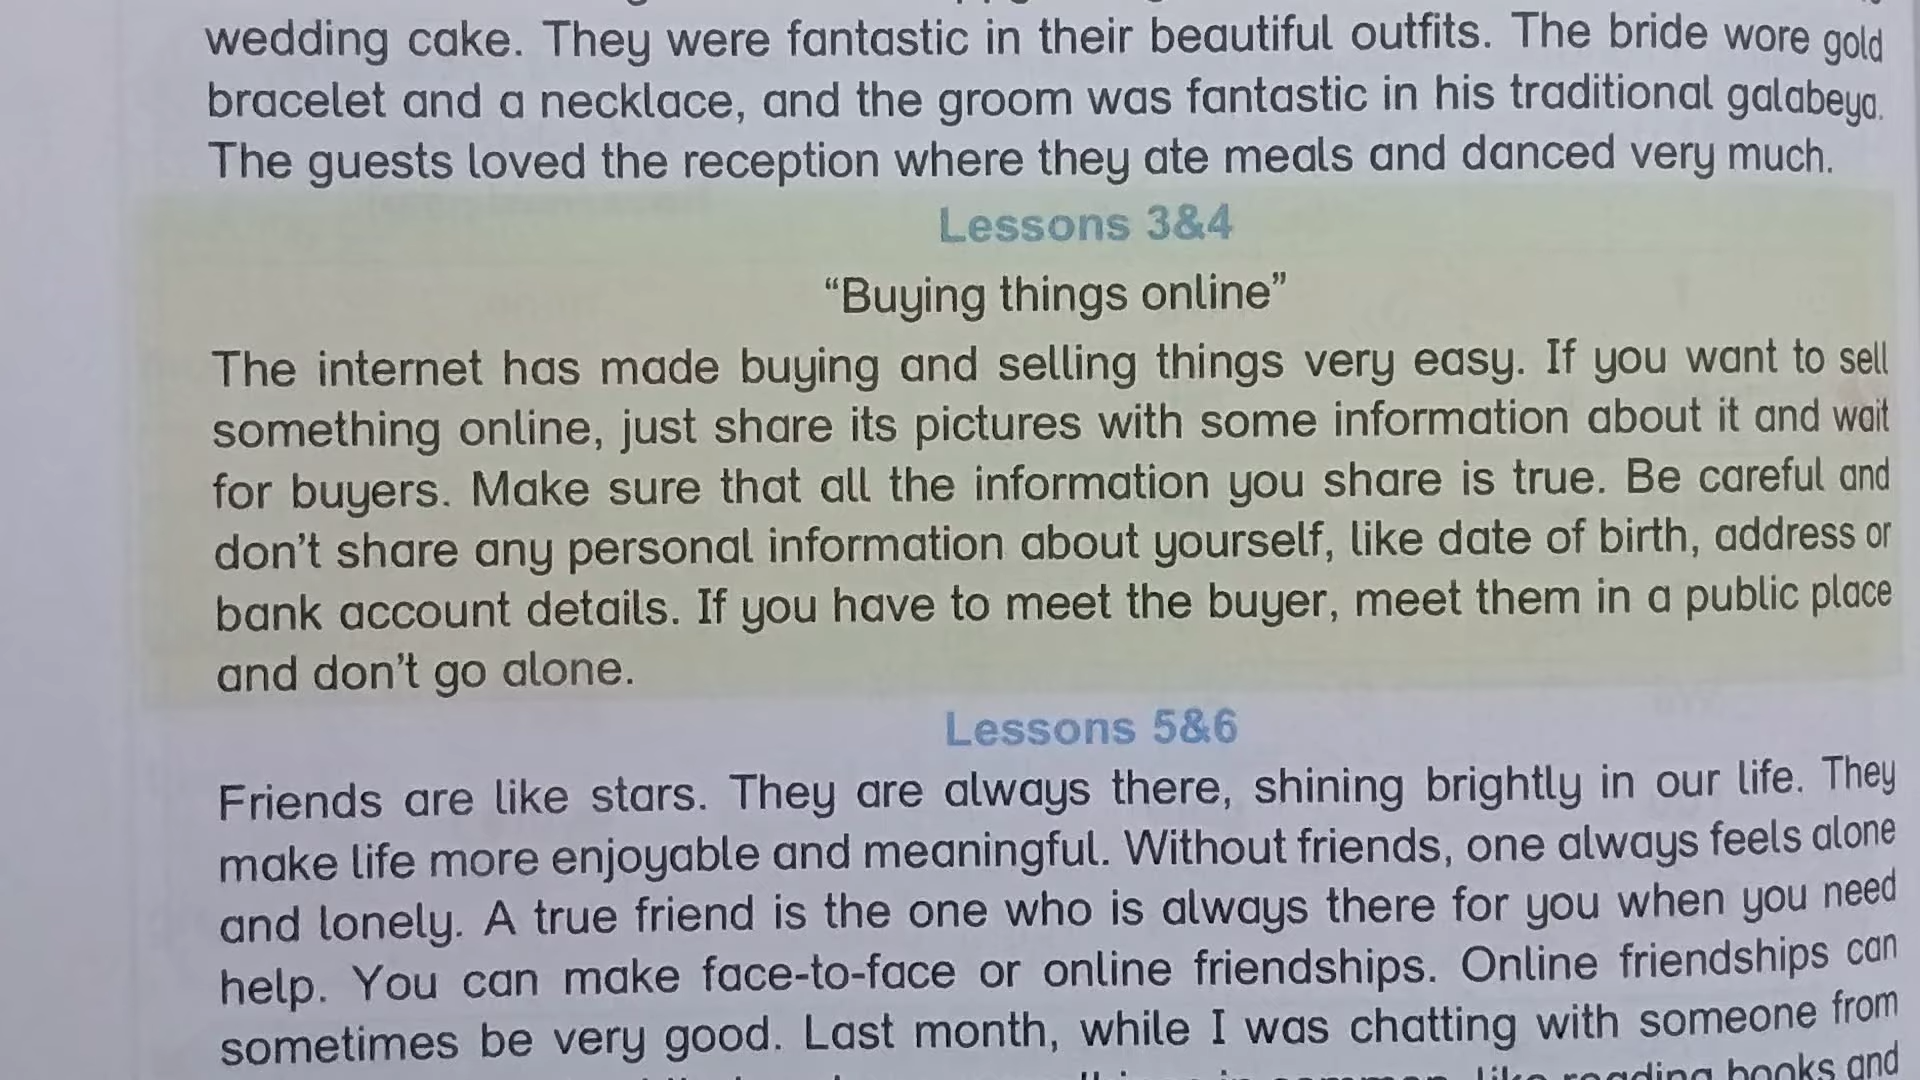 wedding cake. They were fantastic in their beautiful outfits. The bride wore gold
bracelet and a necklace, and the groom was fantastic in his traditional galabeya.
The guests loved the reception where they ate meals and danced very much.
Lessons 3&4
“Buying things online”
The internet has made buying and selling things very easy. If you want to sell
something online, just share its pictures with some information about it and wait
for buyers. Make sure that all the information you share is true. Be careful and
don’t share any personal information about yourself, like date of birth, address or
bank account details. If you have to meet the buyer, meet them in a public place
and don’t go alone.
Lessons 5&6
Friends are like stars. They are always there, shining brightly in our life. They
make life more enjoyable and meaningful. Without friends, one always feels alone
and lonely. A true friend is the one who is always there for you when you need
help. You can make face-to-face or online friendships. Online friendships can
sometimes be very good. Last month, while I was chatting with someone from
like reading books and